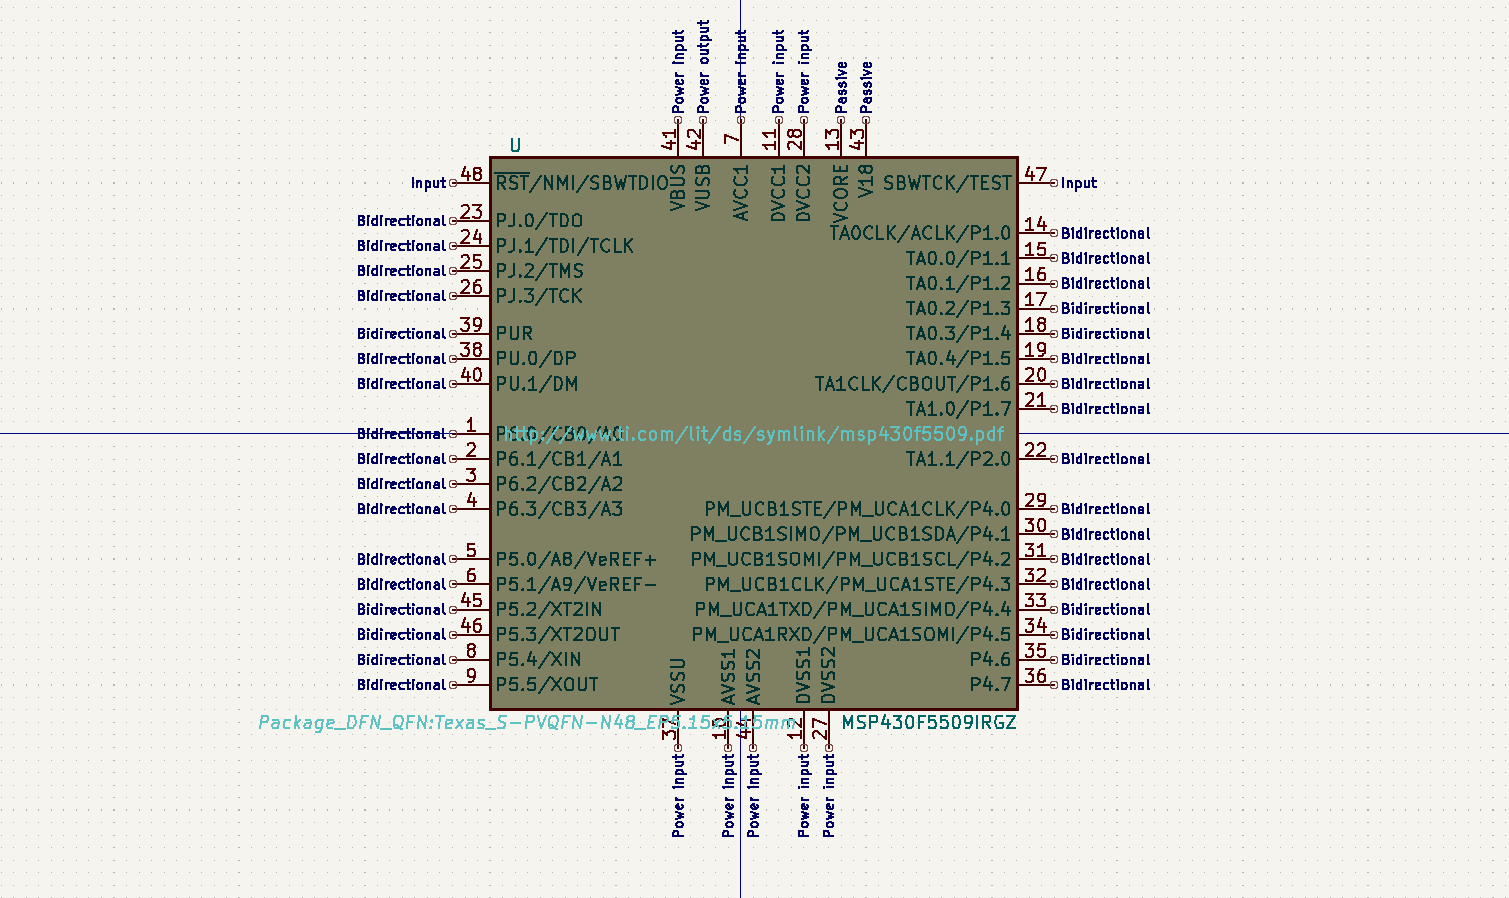 Power input
Power output
Power input
Power input
Power input
Passive
Passive
41
42
7
11
28
13
43
U
VBUS
VUSB
AVCC1
DVCC1
DVCC2
VCORE
V18
Input 48 RST/NMI/SBWTDIO
Bidirectional 23 PJ.0/TDO
Bidirectional 24 PJ.1/TDI/TCLK
Bidirectional 25 PJ.2/TMS
Bidirectional 26 PJ.3/TCK
Bidirectional 39 PUR
Bidirectional 38 PU.0/DP
Bidirectional 40 PU.1/DM
Bidirectional 1 P6.0/CB0/A0
Bidirectional 2 P6.1/CB1/A1
Bidirectional 3 P6.2/CB2/A2
Bidirectional 4 P6.3/CB3/A3
Bidirectional 5 P5.0/A8/VeREF+
Bidirectional 6 P5.1/A9/VeREF-
Bidirectional 45 P5.2/XT2IN
Bidirectional 46 P5.3/XT2OUT
Bidirectional 8 P5.4/XIN
Bidirectional 9 P5.5/XOUT
http://www.ti.com/lit/ds/symlink/msp430f5509.pdf
SBWTCK/TEST 47 Input
TA0CLK/ACLK/P1.0 14 Bidirectional
TA0.0/P1.1 15 Bidirectional
TA0.1/P1.2 16 Bidirectional
TA0.2/P1.3 17 Bidirectional
TA0.3/P1.4 18 Bidirectional
TA0.4/P1.5 19 Bidirectional
TA1CLK/CBOUT/P1.6 20 Bidirectional
TA1.0/P1.7 21 Bidirectional
TA1.1/P2.0 22 Bidirectional
PM_UCB1STE/PM_UCA1CLK/P4.0 29 Bidirectional
PM_UCB1SIMO/PM_UCB1SDA/P4.1 30 Bidirectional
PM_UCB1SOMI/PM_UCB1SCL/P4.2 31 Bidirectional
PM_UCB1CLK/PM_UCA1STE/P4.3 32 Bidirectional
PM_UCA1TXD/PM_UCA1SIMO/P4.4 33 Bidirectional
PM_UCA1RXD/PM_UCA1SOMI/P4.5 34 Bidirectional
P4.6 35 Bidirectional
P4.7 36 Bidirectional
VSSU
AVSS1
AVSS2
DVSS1
DVSS2
Package_DFN_QFN:Texas_S-PVQFN-N48_EP5.15x5.15mm
MSP430F5509IRGZ
37
10
44
12
27
Power input
Power input
Power input
Power input
Power input